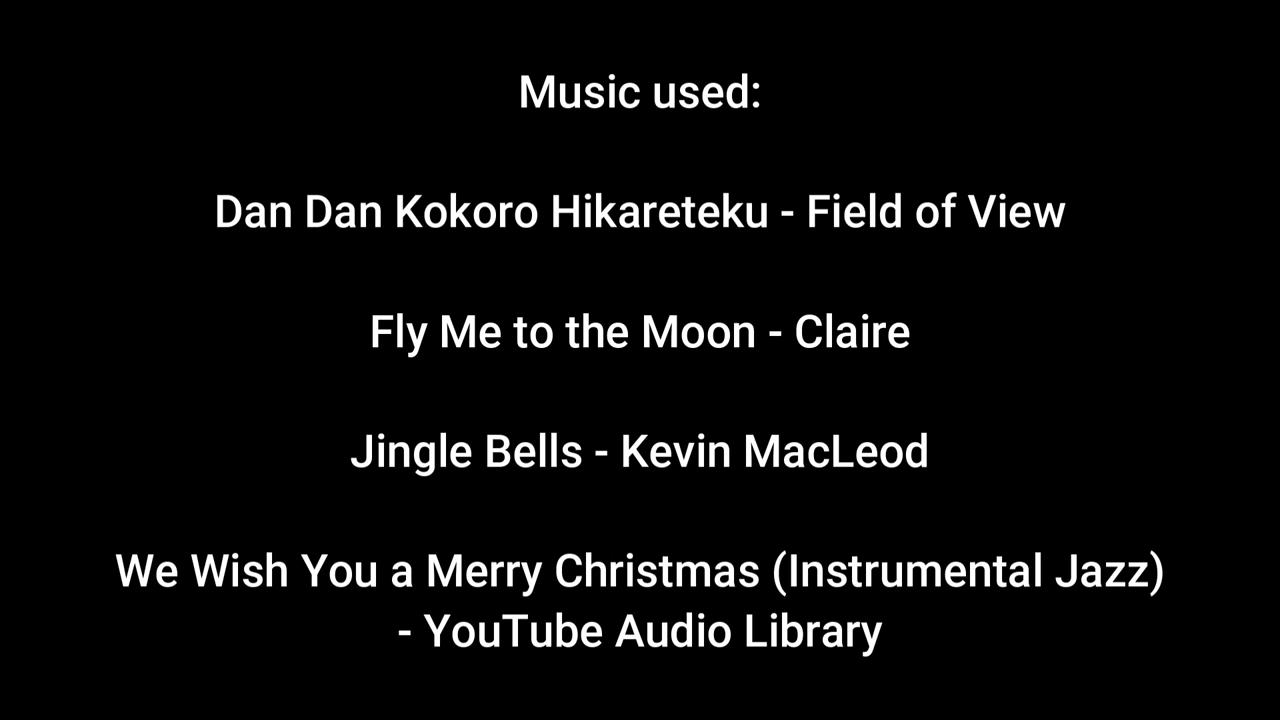 Music used:
Dan Dan Kokoro Hikareteku - Field of View
Fly Me to the Moon - Claire
Jingle Bells - Kevin MacLeod
We Wish You a Merry Christmas (Instrumental Jazz)
- YouTube Audio Library